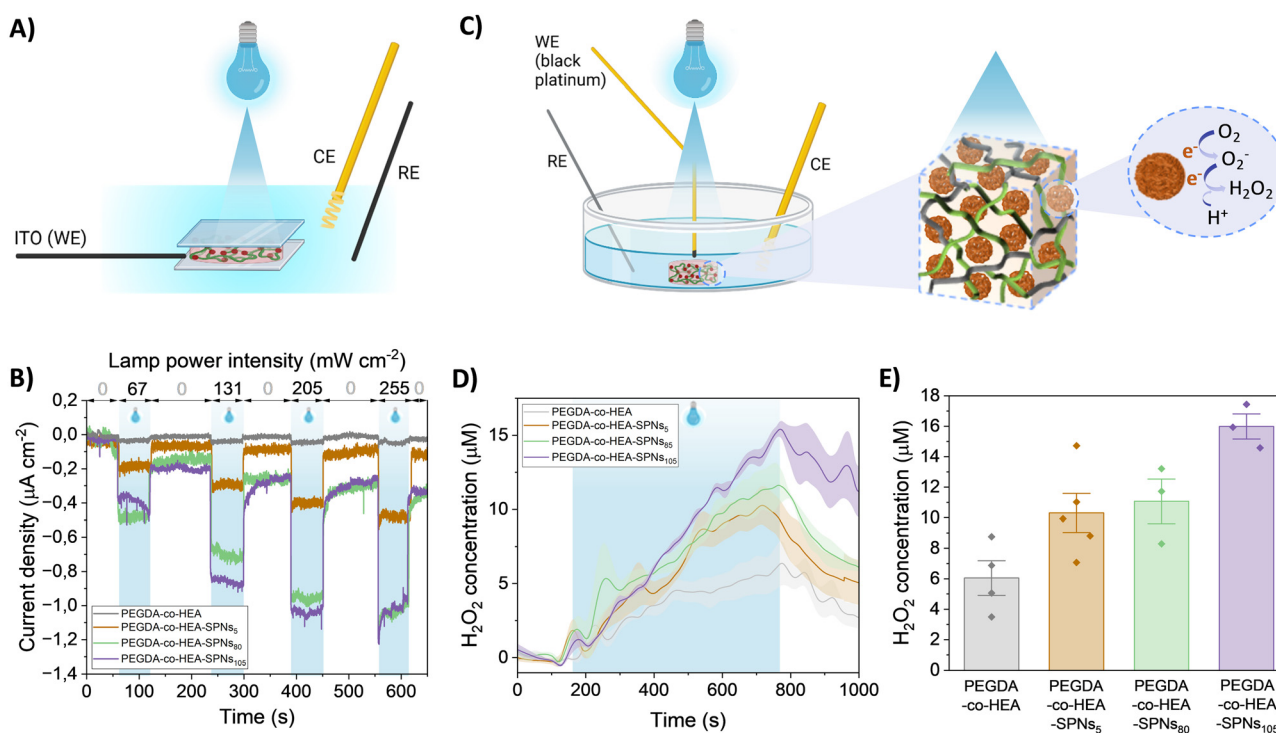 A)
CE
RE
ITO (WE)
C)
WE
(black
platinum)
RE
CE
e-
O2
e-
O2-
H2O2
H+
B)
Lamp power intensity (mW cm-2)
0 67 0 131 0 205 0 255 0
0,2
0,0
−0,2
−0,4
−0,6
−0,8
−1,0
−1,2
−1,4
Current density (µA cm-2)
PEGDA-co-HEA
PEGDA-co-HEA-SPNs5
PEGDA-co-HEA-SPNs80
PEGDA-co-HEA-SPNs105
0 100 200 300 400 500 600
Time (s)
D)
H2O2 concentration (µM)
15
10
5
0
PEGDA-co-HEA
PEGDA-co-HEA-SPNs5
PEGDA-co-HEA-SPNs85
PEGDA-co-HEA-SPNs105
0 200 400 600 800 1000
Time (s)
E)
H2O2 concentration (µM)
18
16
14
12
10
8
6
4
2
0
PEGDA
-co-HEA
PEGDA
-co-HEA
-SPNs5
PEGDA
-co-HEA
-SPNs80
PEGDA
-co-HEA
-SPNs105